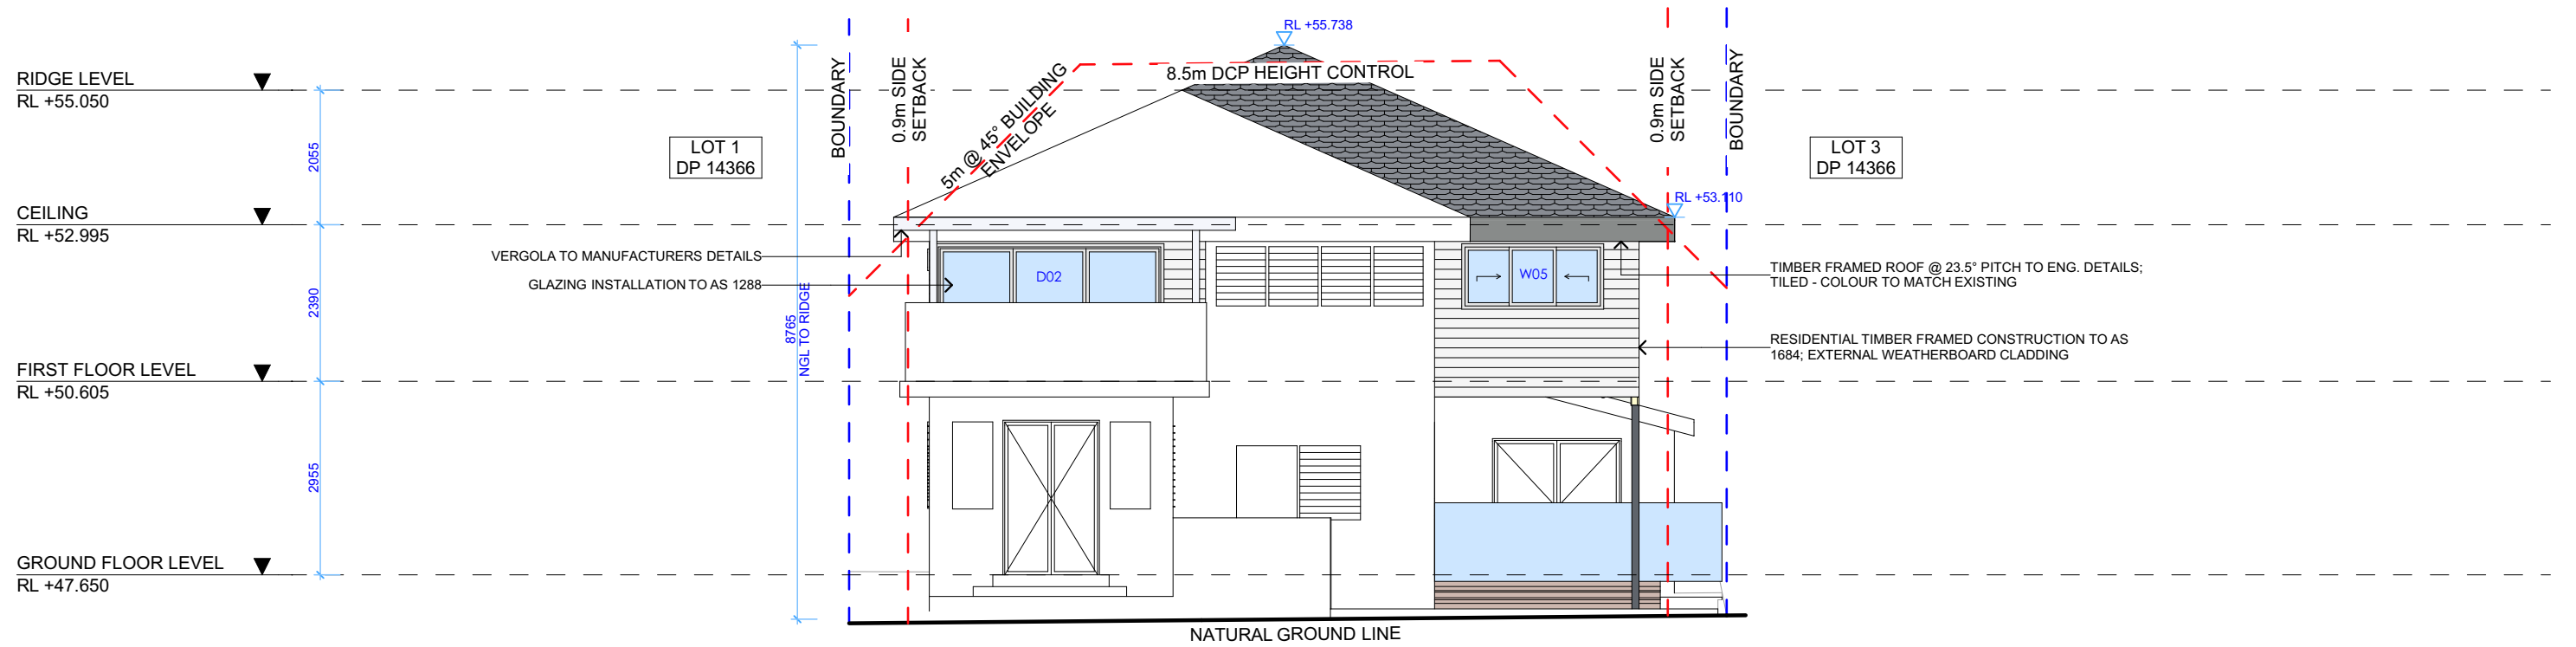 RIDGE LEVEL
RL +55.050
CEILING
RL +52.995
FIRST FLOOR LEVEL
RL +50.605
GROUND FLOOR LEVEL
RL +47.650
2055
2390
2955
LOT 1
DP 14366
VERGOLA TO MANUFACTURERS DETAILS
GLAZING INSTALLATION TO AS 1288
8765
NGL TO RIDGE
BOUNDARY
0.9m SIDE
SETBACK
5m @ 45° BUILDING
ENVELOPE
RL +55.738
8.5m DCP HEIGHT CONTROL
D02
W05
NATURAL GROUND LINE
0.9m SIDE
SETBACK
BOUNDARY
RL +53.110
LOT 3
DP 14366
TIMBER FRAMED ROOF @ 23.5° PITCH TO ENG. DETAILS;
TILED - COLOUR TO MATCH EXISTING
RESIDENTIAL TIMBER FRAMED CONSTRUCTION TO AS
1684; EXTERNAL WEATHERBOARD CLADDING